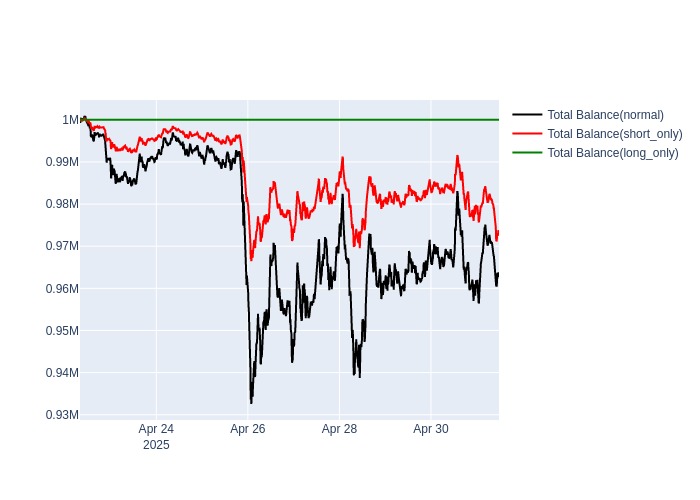 1M
0.99M
0.98M
0.97M
0.96M
0.95M
0.94M
0.93M
Apr 24
2025
Apr 26
Apr 28
Apr 30
Total Balance(normal)
Total Balance(short_only)
Total Balance(long_only)